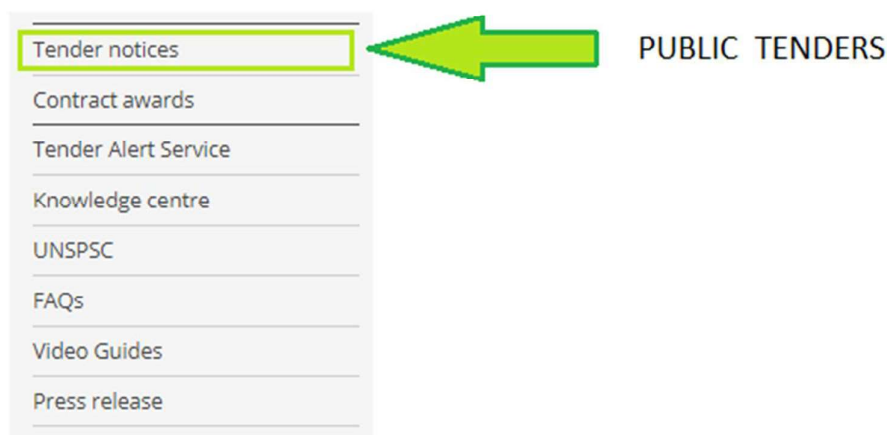 Tender notices
PUBLIC TENDERS
Contract awards
Tender Alert Service
Knowledge centre
UNSPSC
FAQs
Video Guides
Press release